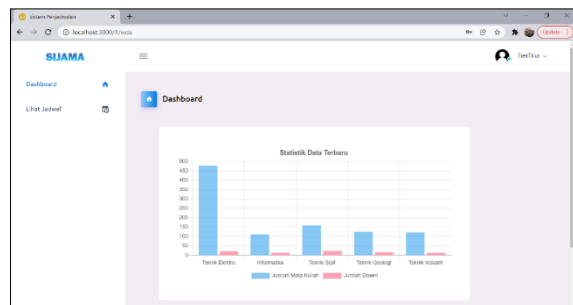 Sistem Penjadwalan
localhost:3000/#/wda
Update
SIJAMA
herlina
Dashboard
Lihat Jadwal
Dashboard
Statistik Data Terbaru
500
450
400
350
300
250
200
150
100
50
0
Teknik Elektro Informatika Teknik Sipil Teknik Geologi Teknik Industri
Jumlah Mata Kuliah Jumlah Dosen